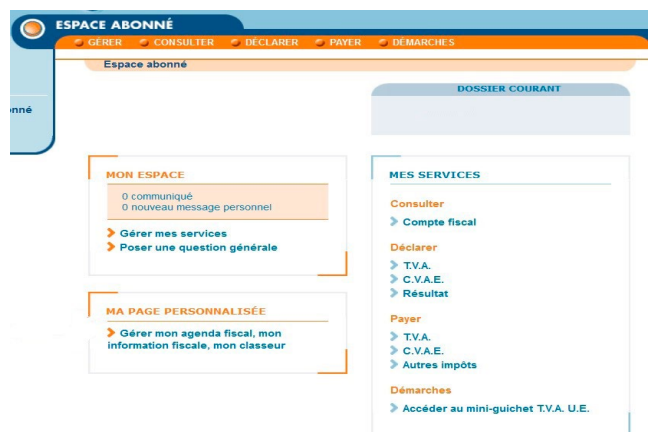 ESPACE ABONNÉ
GÉRER CONSULTER DÉCLARER PAYER DÉMARCHES
Espace abonné
onné
DOSSIER COURANT
MON ESPACE
0 communiqué
0 nouveau message personnel
Gérer mes services
Poser une question générale
MA PAGE PERSONNALISÉE
Gérer mon agenda fiscal, mon
information fiscale, mon classeur
MES SERVICES
Consulter
Compte fiscal
Déclarer
T.V.A.
C.V.A.E.
Résultat
Payer
T.V.A.
C.V.A.E.
Autres impôts
Démarches
Accéder au mini-guichet T.V.A. U.E.